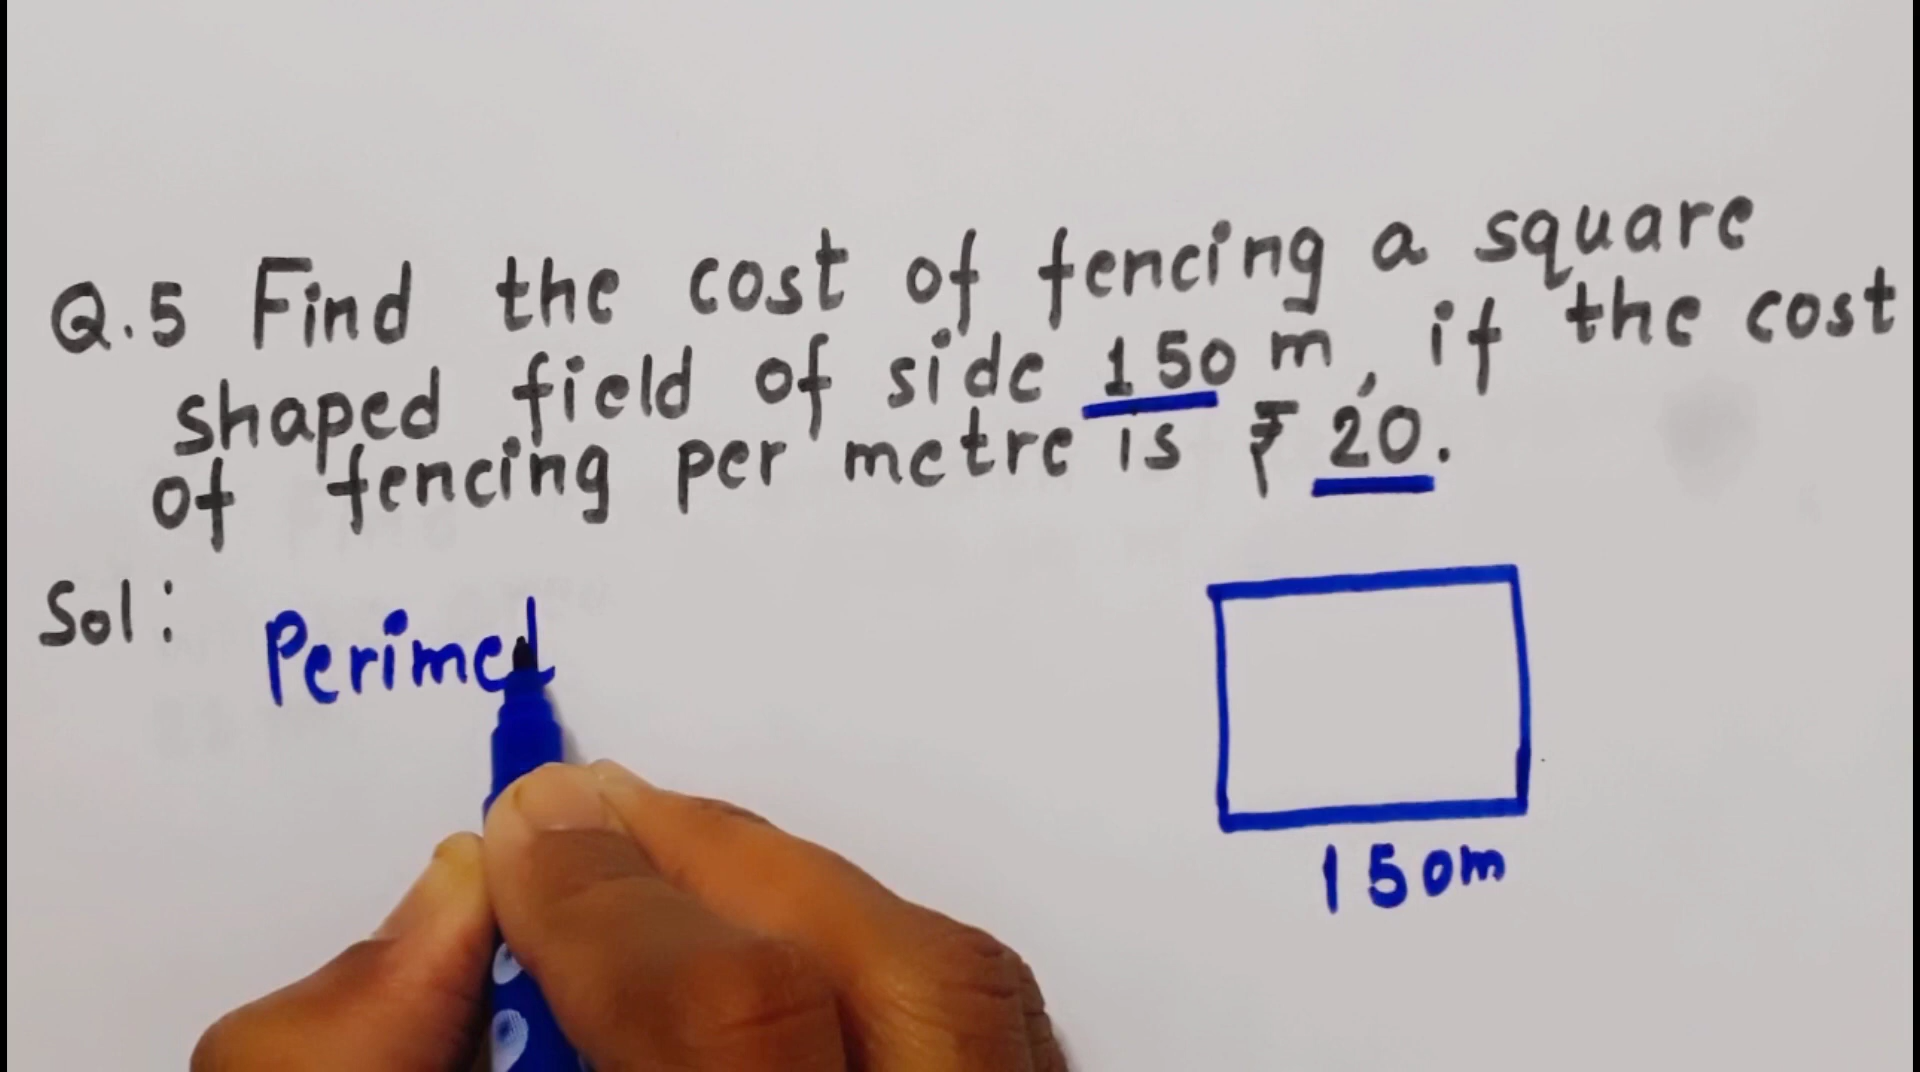 Q.5 Find the cost of fencing a square
shaped field of side 150 m, if the cost
of fencing per metre is ₹ 20.
Sol:
Perimet
150m